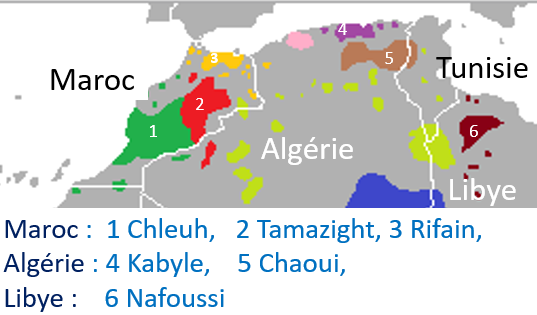 4
3
5
Maroc
Tunisie
2
1
6
Algérie
Libye
Maroc : 1 Chleuh, 2 Tamazight, 3 Rifain,
Algérie : 4 Kabyle, 5 Chaoui,
Libye : 6 Nafoussi